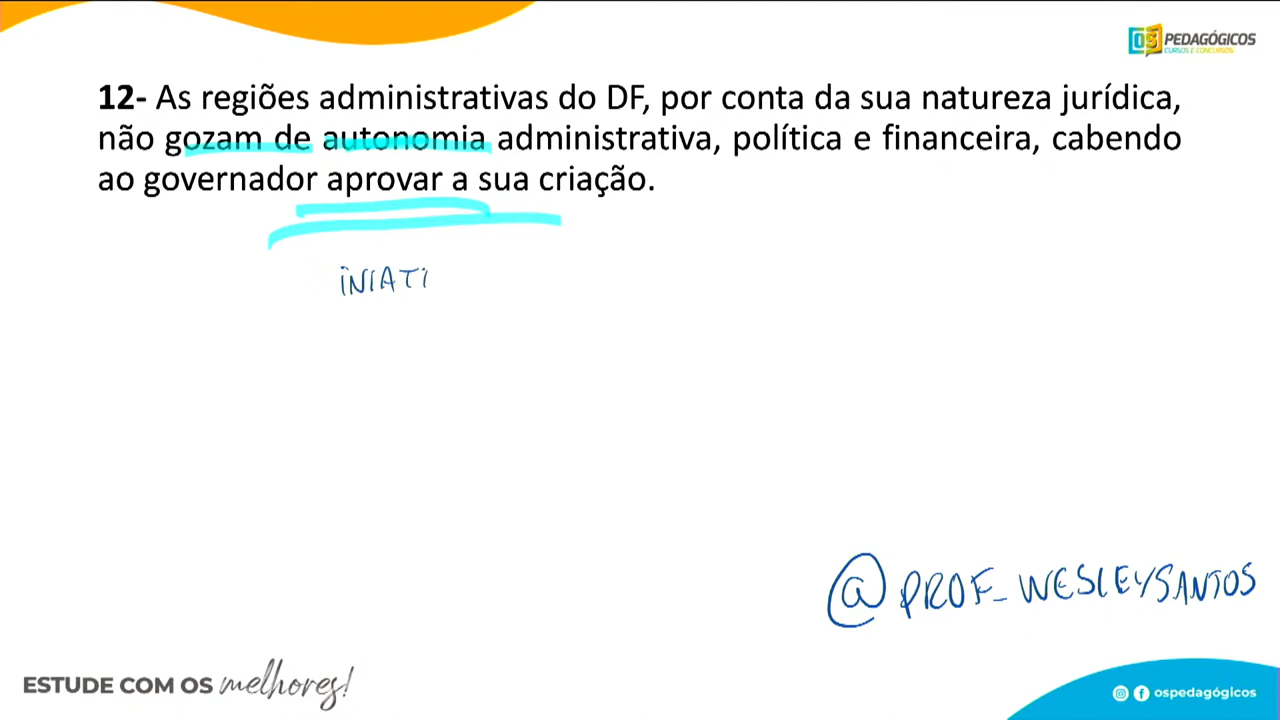 OS PEDAGÓGICOS
CURSOS E CONCURSOS
12- As regiões administrativas do DF, por conta da sua natureza jurídica,
não gozam de autonomia administrativa, política e financeira, cabendo
ao governador aprovar a sua criação.
INIATI
@PROF_WESLEYSANTOS
ESTUDE COM OS melhores!
ospedagógicos